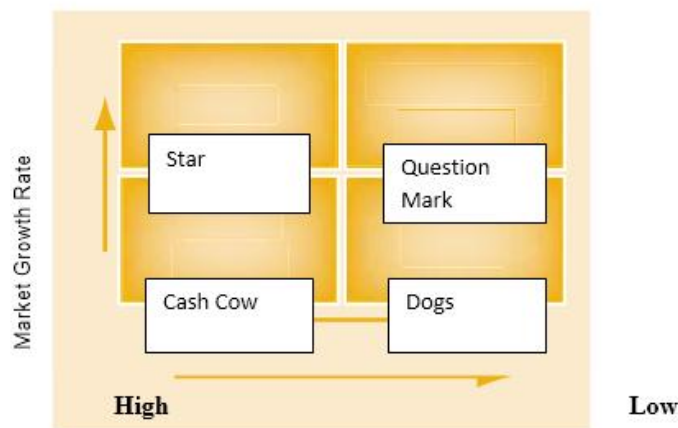 Market Growth Rate
Star
Question
Mark
Cash Cow
Dogs
High
Low